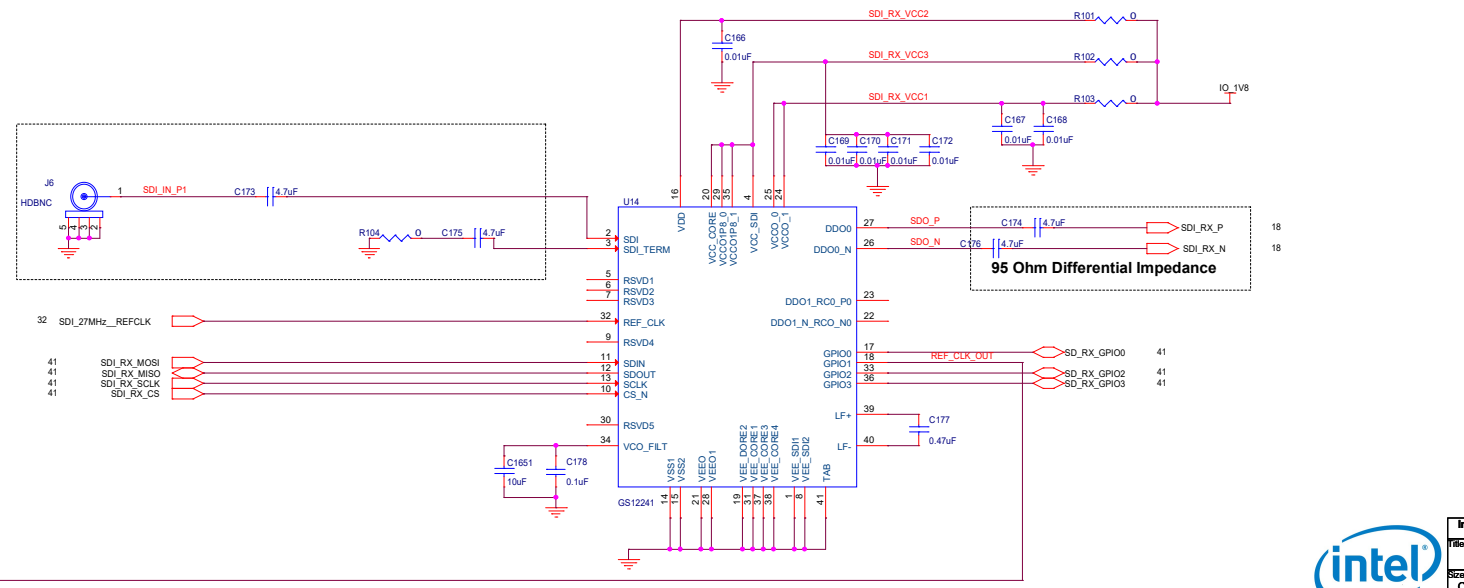 SDI_RX_VCC2
R101 0
C166
0.01uF
SDI_RX_VCC3
R102 0
IO_1V8
SDI_RX_VCC1
R103 0
C167
0.01uF
C168
0.01uF
C169
0.01uF
C170
0.01uF
C171
0.01uF
C172
0.01uF
J6
HDBNC
1
SDI_IN_P1
C173
4.7uF
5
4
3
2
R104 0
C175
4.7uF
U14
16
VDD
20
VCC_CORE
29
VCCO1P8_0
35
VCCO1P8_1
4
VCC_SDI
25
VCCO_0
24
VCCO_1
2
SDI
3
SDI_TERM
5
RSVD1
6
RSVD2
7
RSVD3
32
SDI_27MHz__REFCLK
32
REF_CLK
9
RSVD4
41
SDI_RX_MOSI
11
SDIN
41
SDI_RX_MISO
12
SDOUT
41
SDI_RX_SCLK
13
SCLK
41
SDI_RX_CS
10
CS_N
30
RSVD5
34
VCO_FILT
C1651
10uF
C178
0.1uF
DDO0
27
SDO_P
C174
4.7uF
SDI_RX_P
18
DDO0_N
26
SDO_N
C176
4.7uF
SDI_RX_N
18
95 Ohm Differential Impedance
DDO1_RC0_P0
23
DDO1_N_RCO_N0
22
GPIO0
17
SD_RX_GPIO0
41
GPIO1
18
REF_CLK_OUT
GPIO2
33
SD_RX_GPIO2
41
GPIO3
36
SD_RX_GPIO3
41
LF+
39
C177
0.47uF
LF-
40
VSS1
14
VSS2
15
VEEO
21
VEEO1
28
VEE_DORE2
19
VEE_CORE1
31
VEE_CORE3
37
VEE_CORE4
38
VEE_SDI1
1
VEE_SDI2
8
TAB
41
GS12241
intel
Title
Size